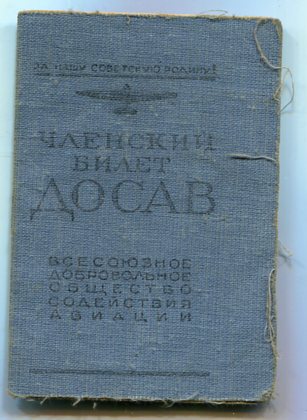 ЗА НАШУ СОВЕТСКУЮ РОДИНУ!
ЧЛЕНСКИЙ
БИЛЕТ
ДОСАВ
ВСЕСОЮЗНОЕ
ДОБРОВОЛЬНОЕ
ОБЩЕСТВО
СОДЕЙСТВИЯ
АВИАЦИИ